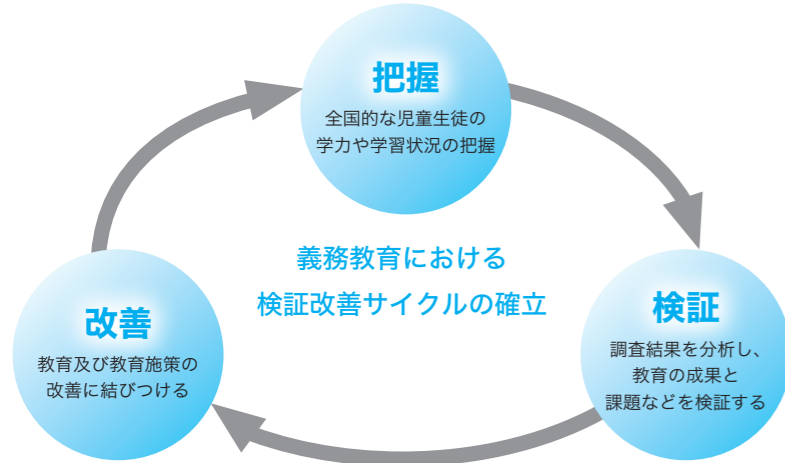 把握
全国的な児童生徒の
学力や学習状況の把握
義務教育における
検証改善サイクルの確立
検証
調査結果を分析し、
教育の成果と
課題などを検証する
改善
教育及び教育施策の
改善に結びつける